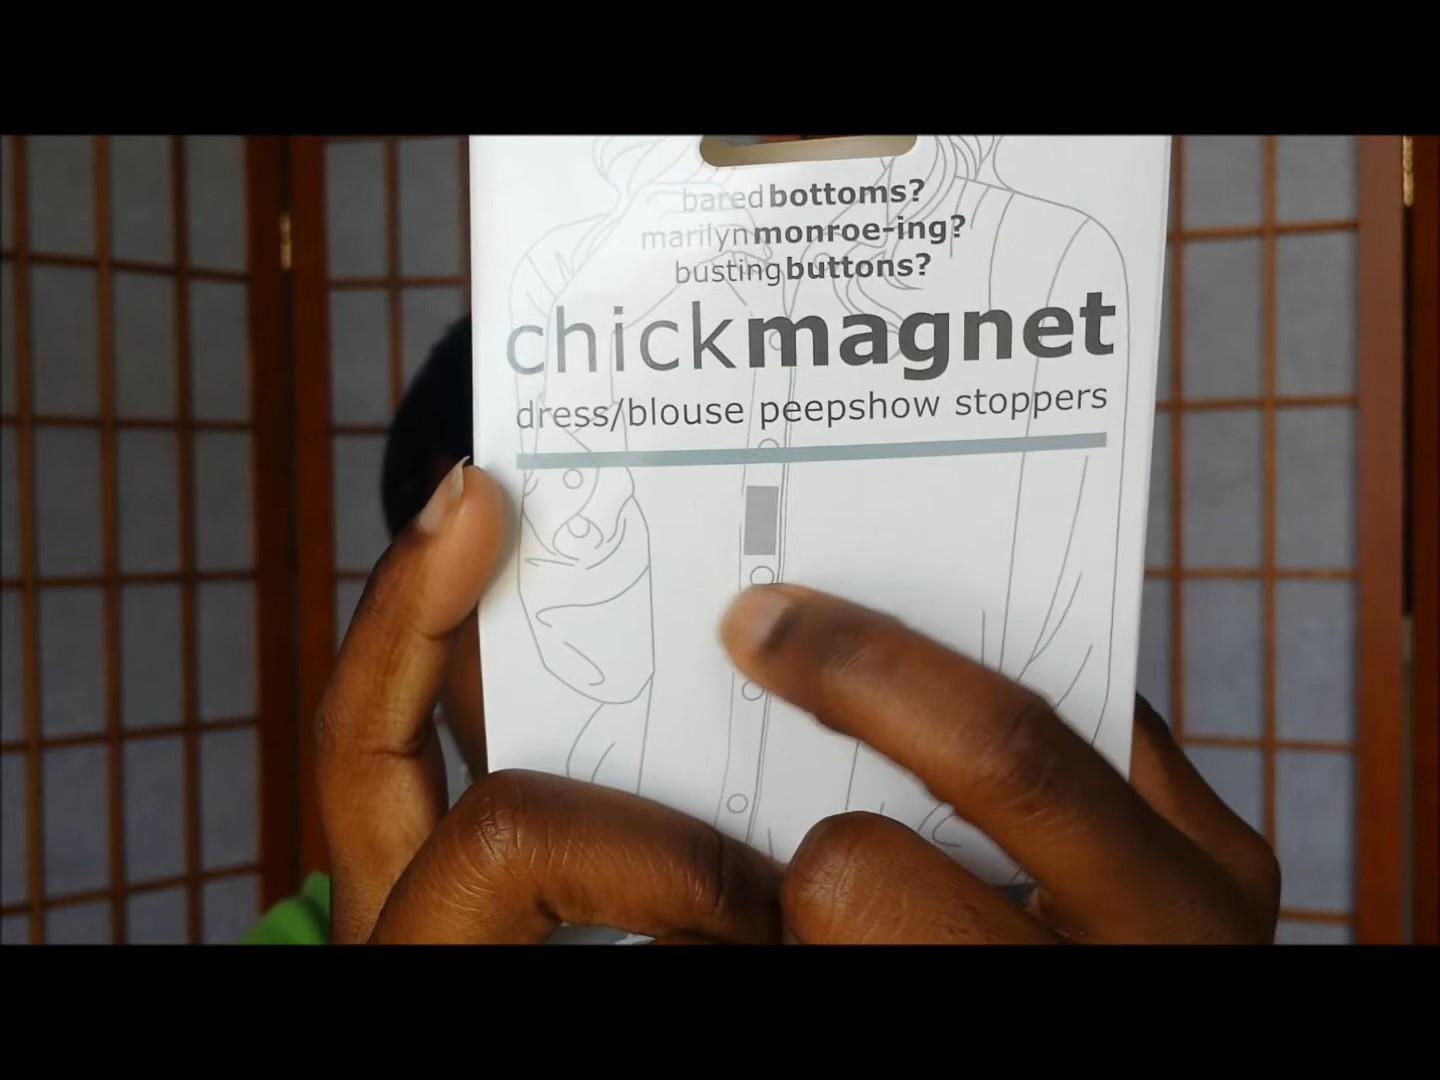 bared bottoms?
marilyn monroe-ing?
busting buttons?
chickmagnet
dress/blouse peepshow stoppers